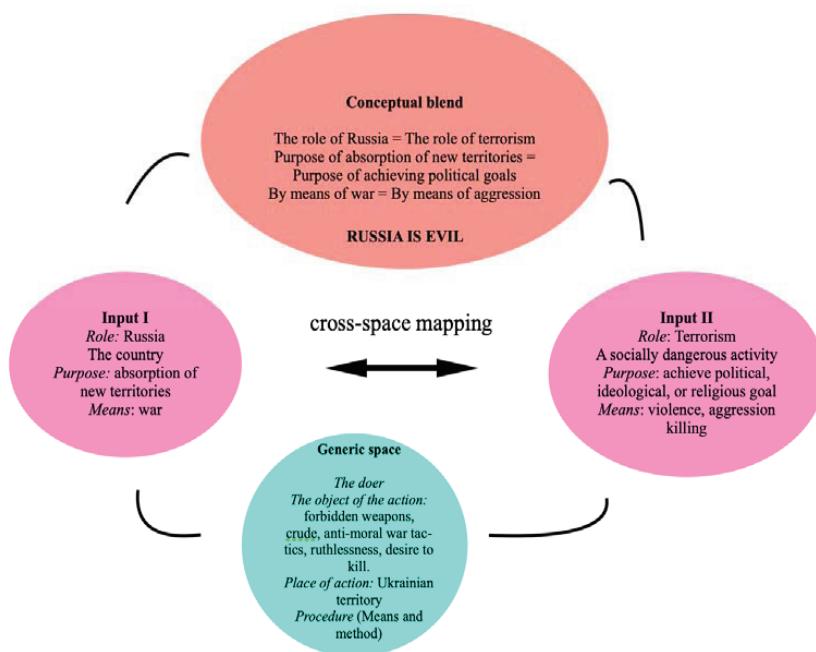 Conceptual blend
The role of Russia = The role of terrorism
Purpose of absorption of new territories =
Purpose of achieving political goals
By means of war = By means of aggression
RUSSIA IS EVIL
Input I
Role: Russia
The country
Purpose: absorption of
new territories
Means: war
cross-space mapping
Input II
Role: Terrorism
A socially dangerous activity
Purpose: achieve political,
ideological, or religious goal
Means: violence, aggression
killing
Generic space
The doer
The object of the action:
forbidden weapons,
crude, anti-moral war tac-
tics, ruthlessness, desire to
kill.
Place of action: Ukrainian
territory
Procedure (Means and
method)